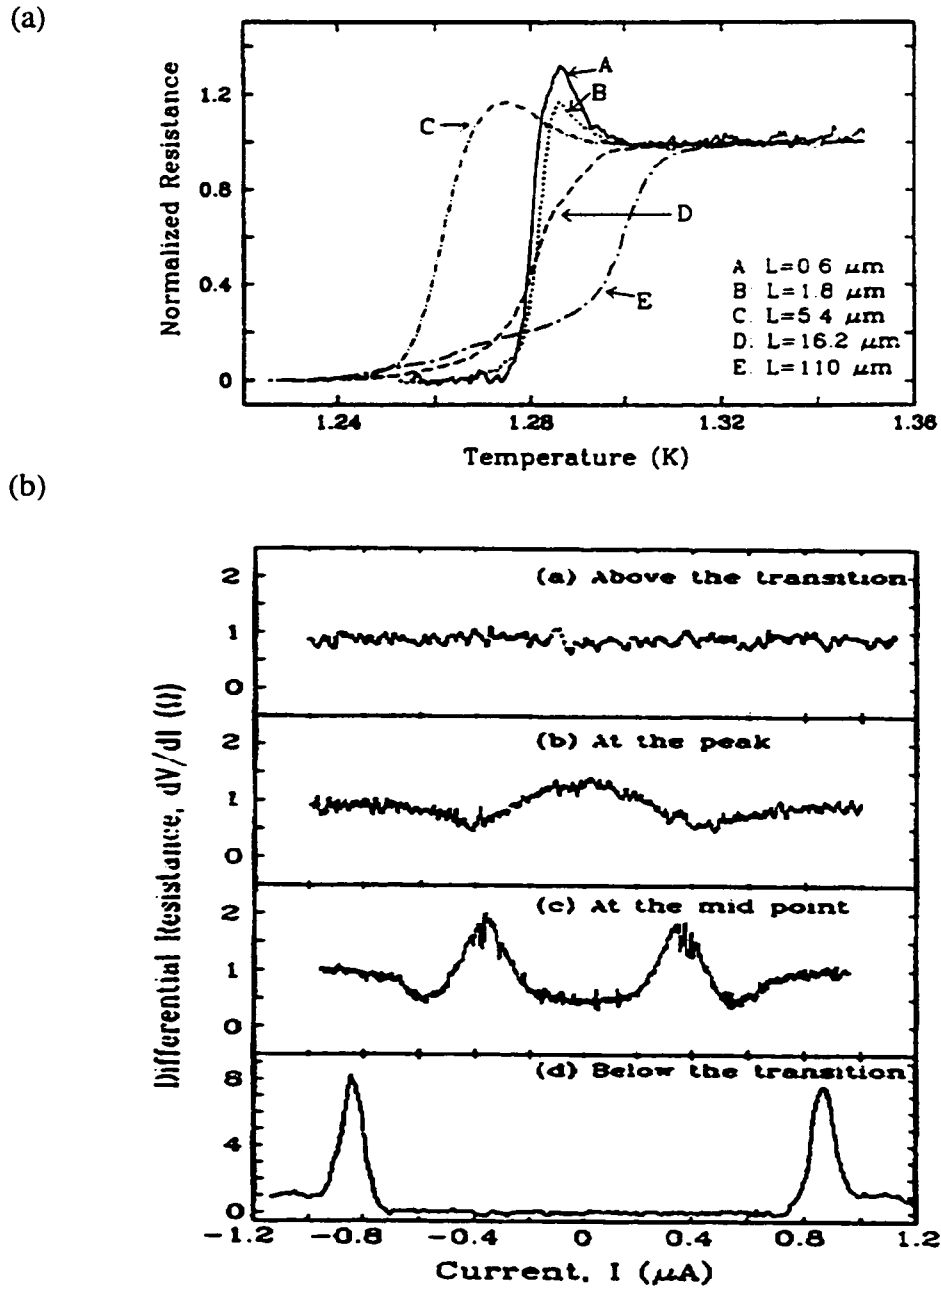 (a)
Normalized Resistance
1.2
0.8
0.4
0
A
B
C
D
E
A L=0 6 μm
B: L=1.8 μm
C: L=5 4 μm
D: L=16.2 μm
E: L=110 μm
1.24
1.28
1.32
1.36
Temperature (K)
(b)
Differential Resistance, dV/dI (Ω)
2
(a) Above the transition
1
0
2
(b) At the peak
1
0
2
(c) At the mid point
1
0
8
(d) Below the transition
4
0
-1.2
-0.8
-0.4
0
0.4
0.8
1.2
Current, I (μA)